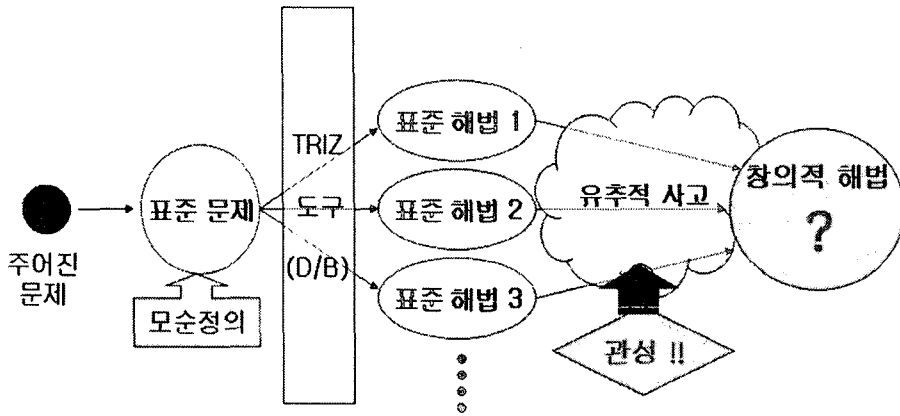 주어진
문제
표준 문제
모순정의
TRIZ
도구
(D/B)
표준 해법 1
표준 해법 2
표준 해법 3
유추적 사고
관성 !!
창의적 해법
?